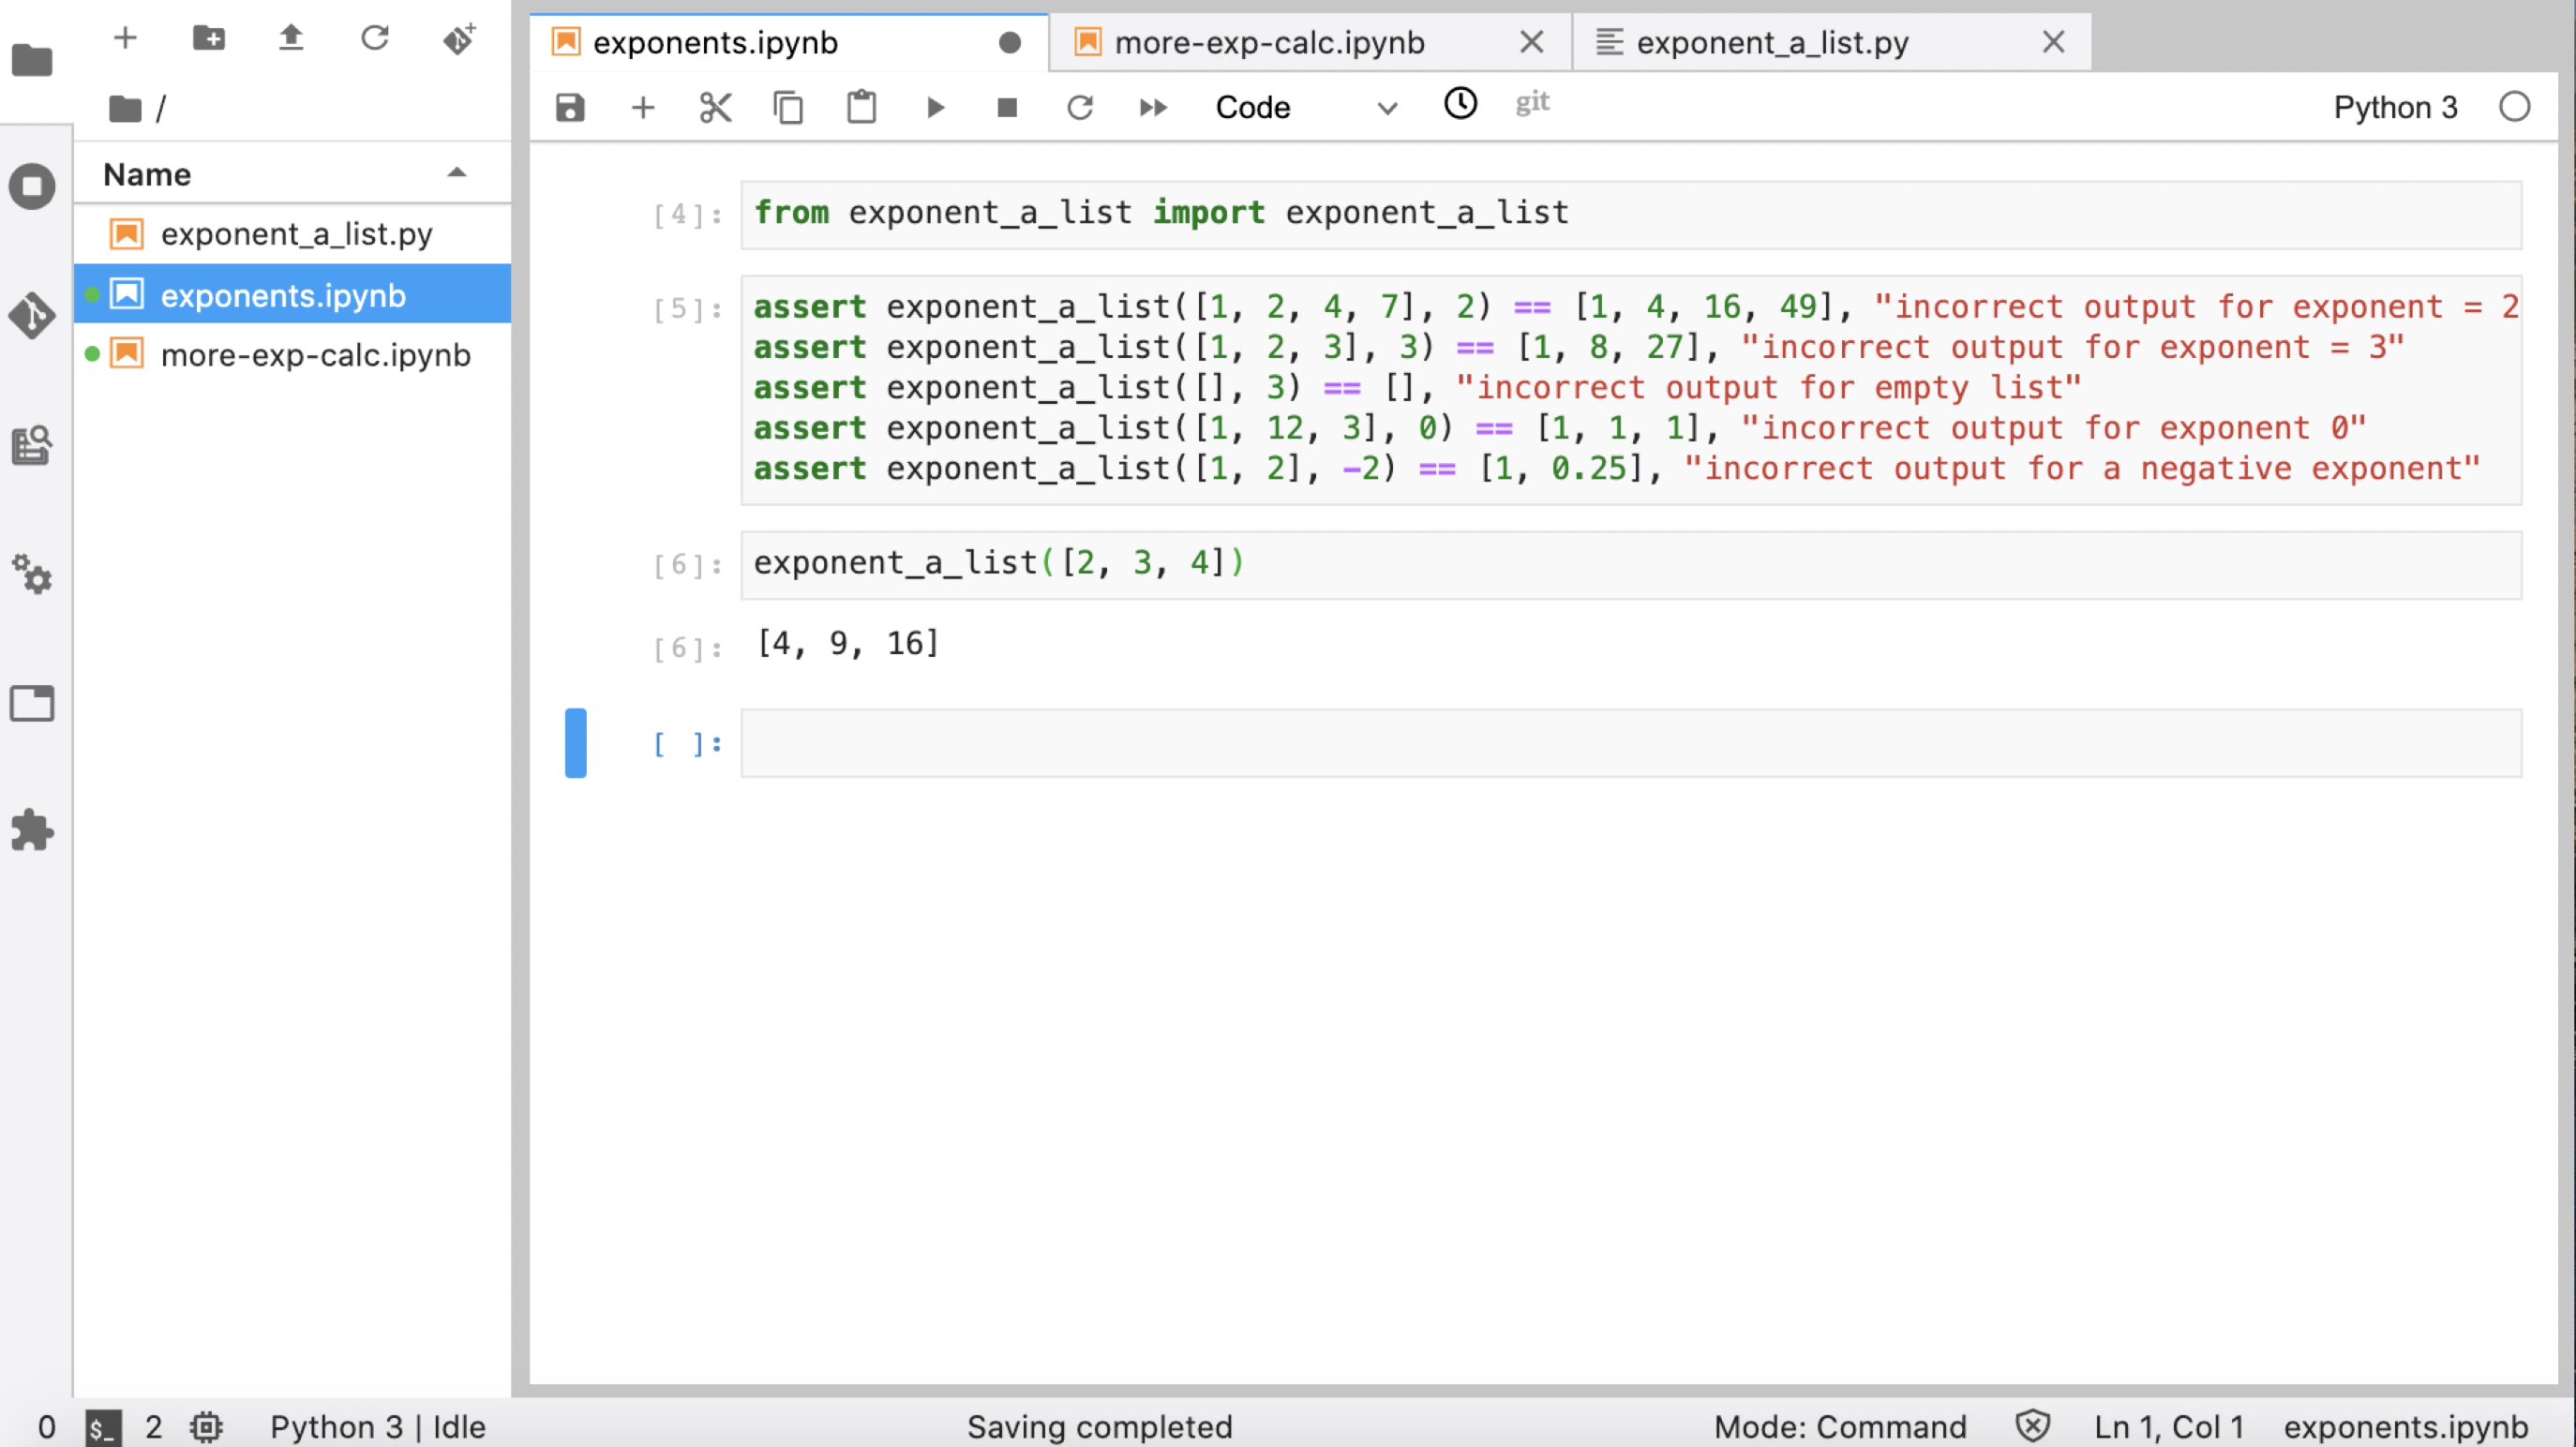 exponents.ipynb
more-exp-calc.ipynb
exponent_a_list.py
/
Code
git
Python 3
Name
exponent_a_list.py
exponents.ipynb
more-exp-calc.ipynb
[4]: from exponent_a_list import exponent_a_list
[5]: assert exponent_a_list([1, 2, 4, 7], 2) == [1, 4, 16, 49], "incorrect output for exponent = 2
assert exponent_a_list([1, 2, 3], 3) == [1, 8, 27], "incorrect output for exponent = 3"
assert exponent_a_list([], 3) == [], "incorrect output for empty list"
assert exponent_a_list([1, 12, 3], 0) == [1, 1, 1], "incorrect output for exponent 0"
assert exponent_a_list([1, 2], -2) == [1, 0.25], "incorrect output for a negative exponent"
[6]: exponent_a_list([2, 3, 4])
[6]: [4, 9, 16]
[ ]:
0 $_ 2 Python 3 | Idle Saving completed Mode: Command Ln 1, Col 1 exponents.ipynb